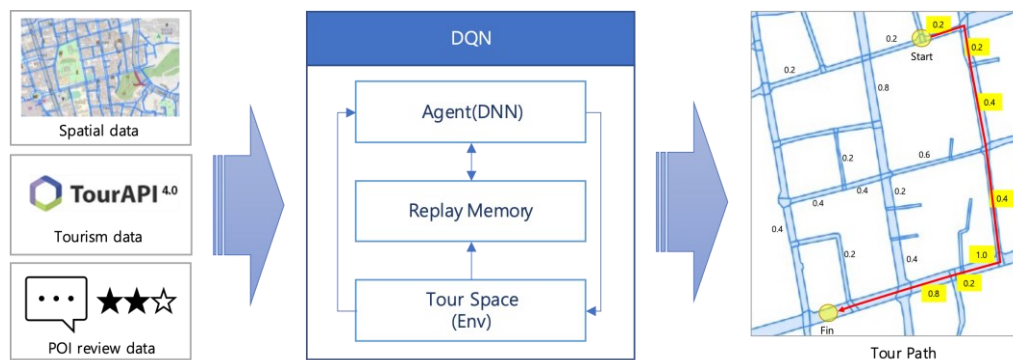 Spatial data
TourAPI 4.0
Tourism data
POI review data
DQN
Agent(DNN)
Replay Memory
Tour Space
(Env)
0.2
0.2
Start
0.2
0.2
0.8
0.4
0.6
0.2
0.4
0.2
0.4
0.4
0.4
0.2
0.4
1.0
0.2
0.8
Fin
Tour Path